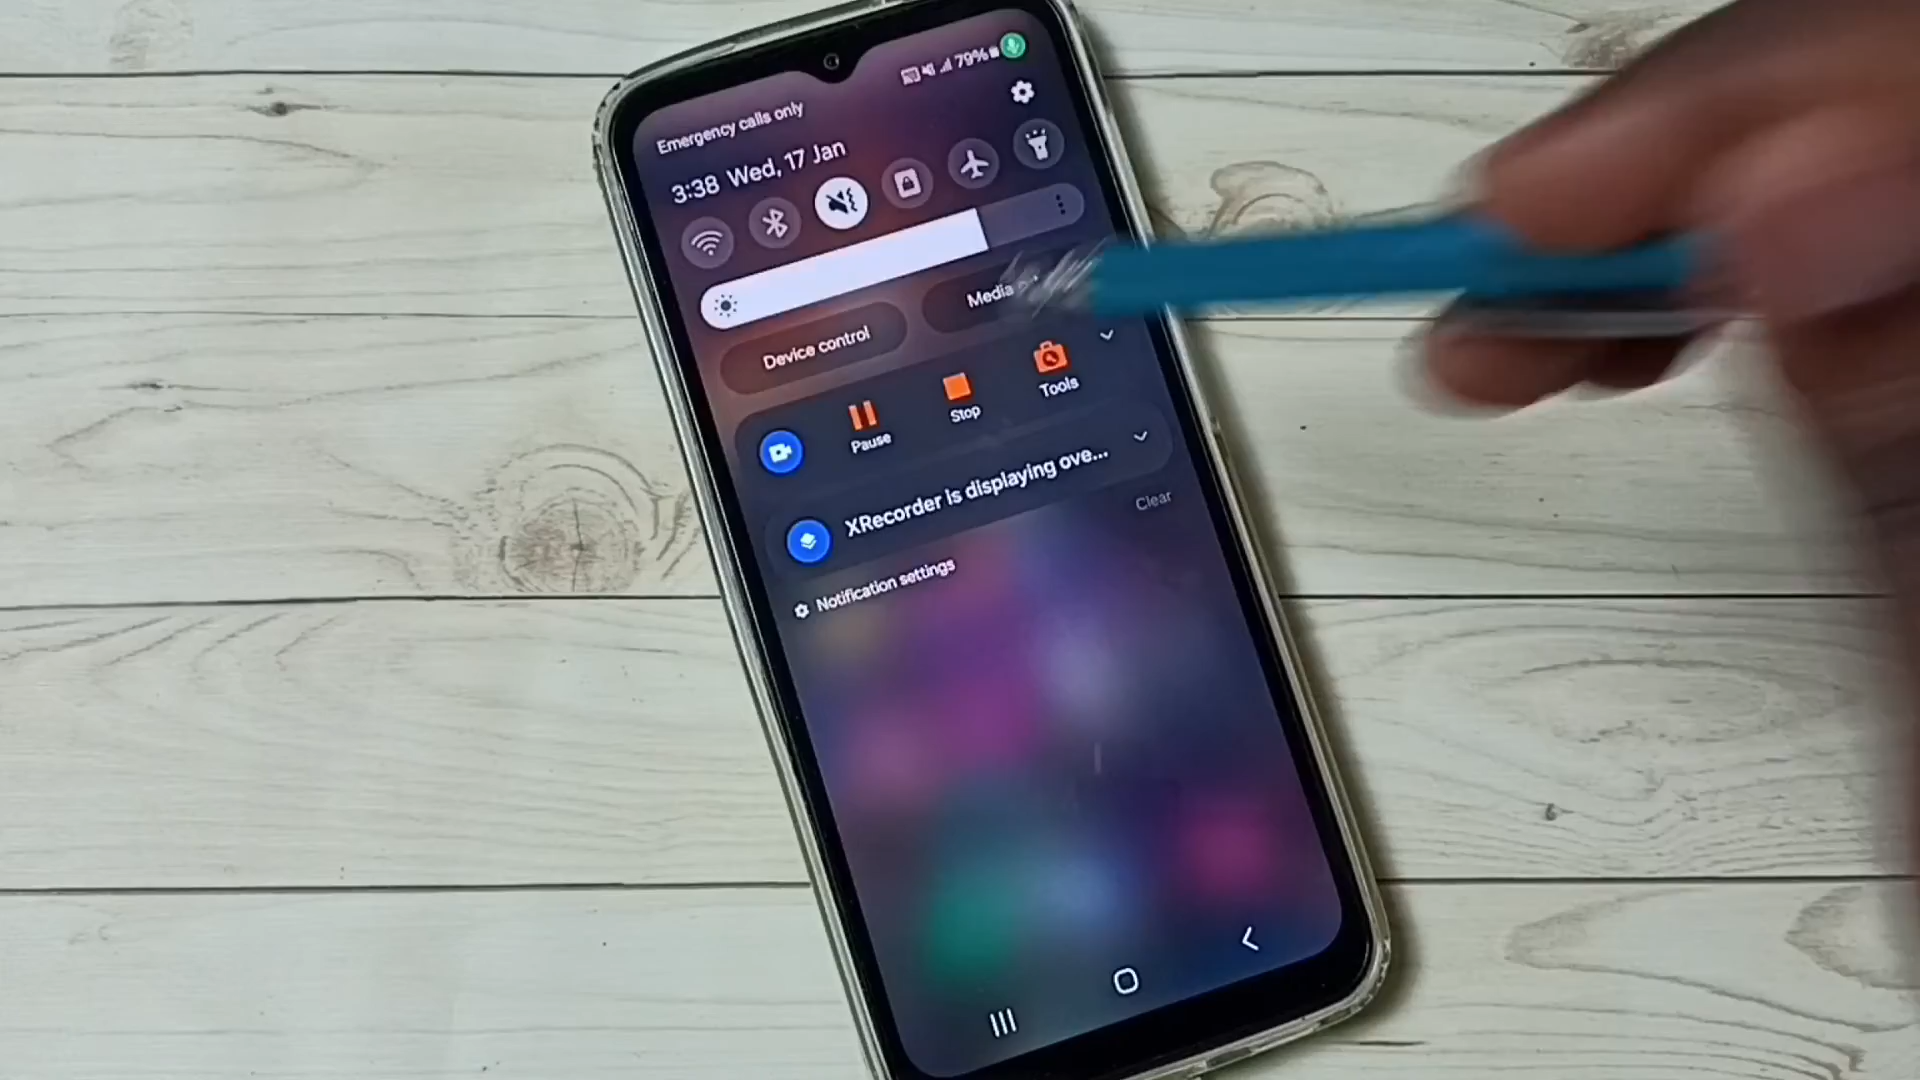 79%
Emergency calls only
3:38 Wed, 17 Jan
Device control
Media
Pause
Stop
Tools
XRecorder is displaying ove...
Clear
Notification settings